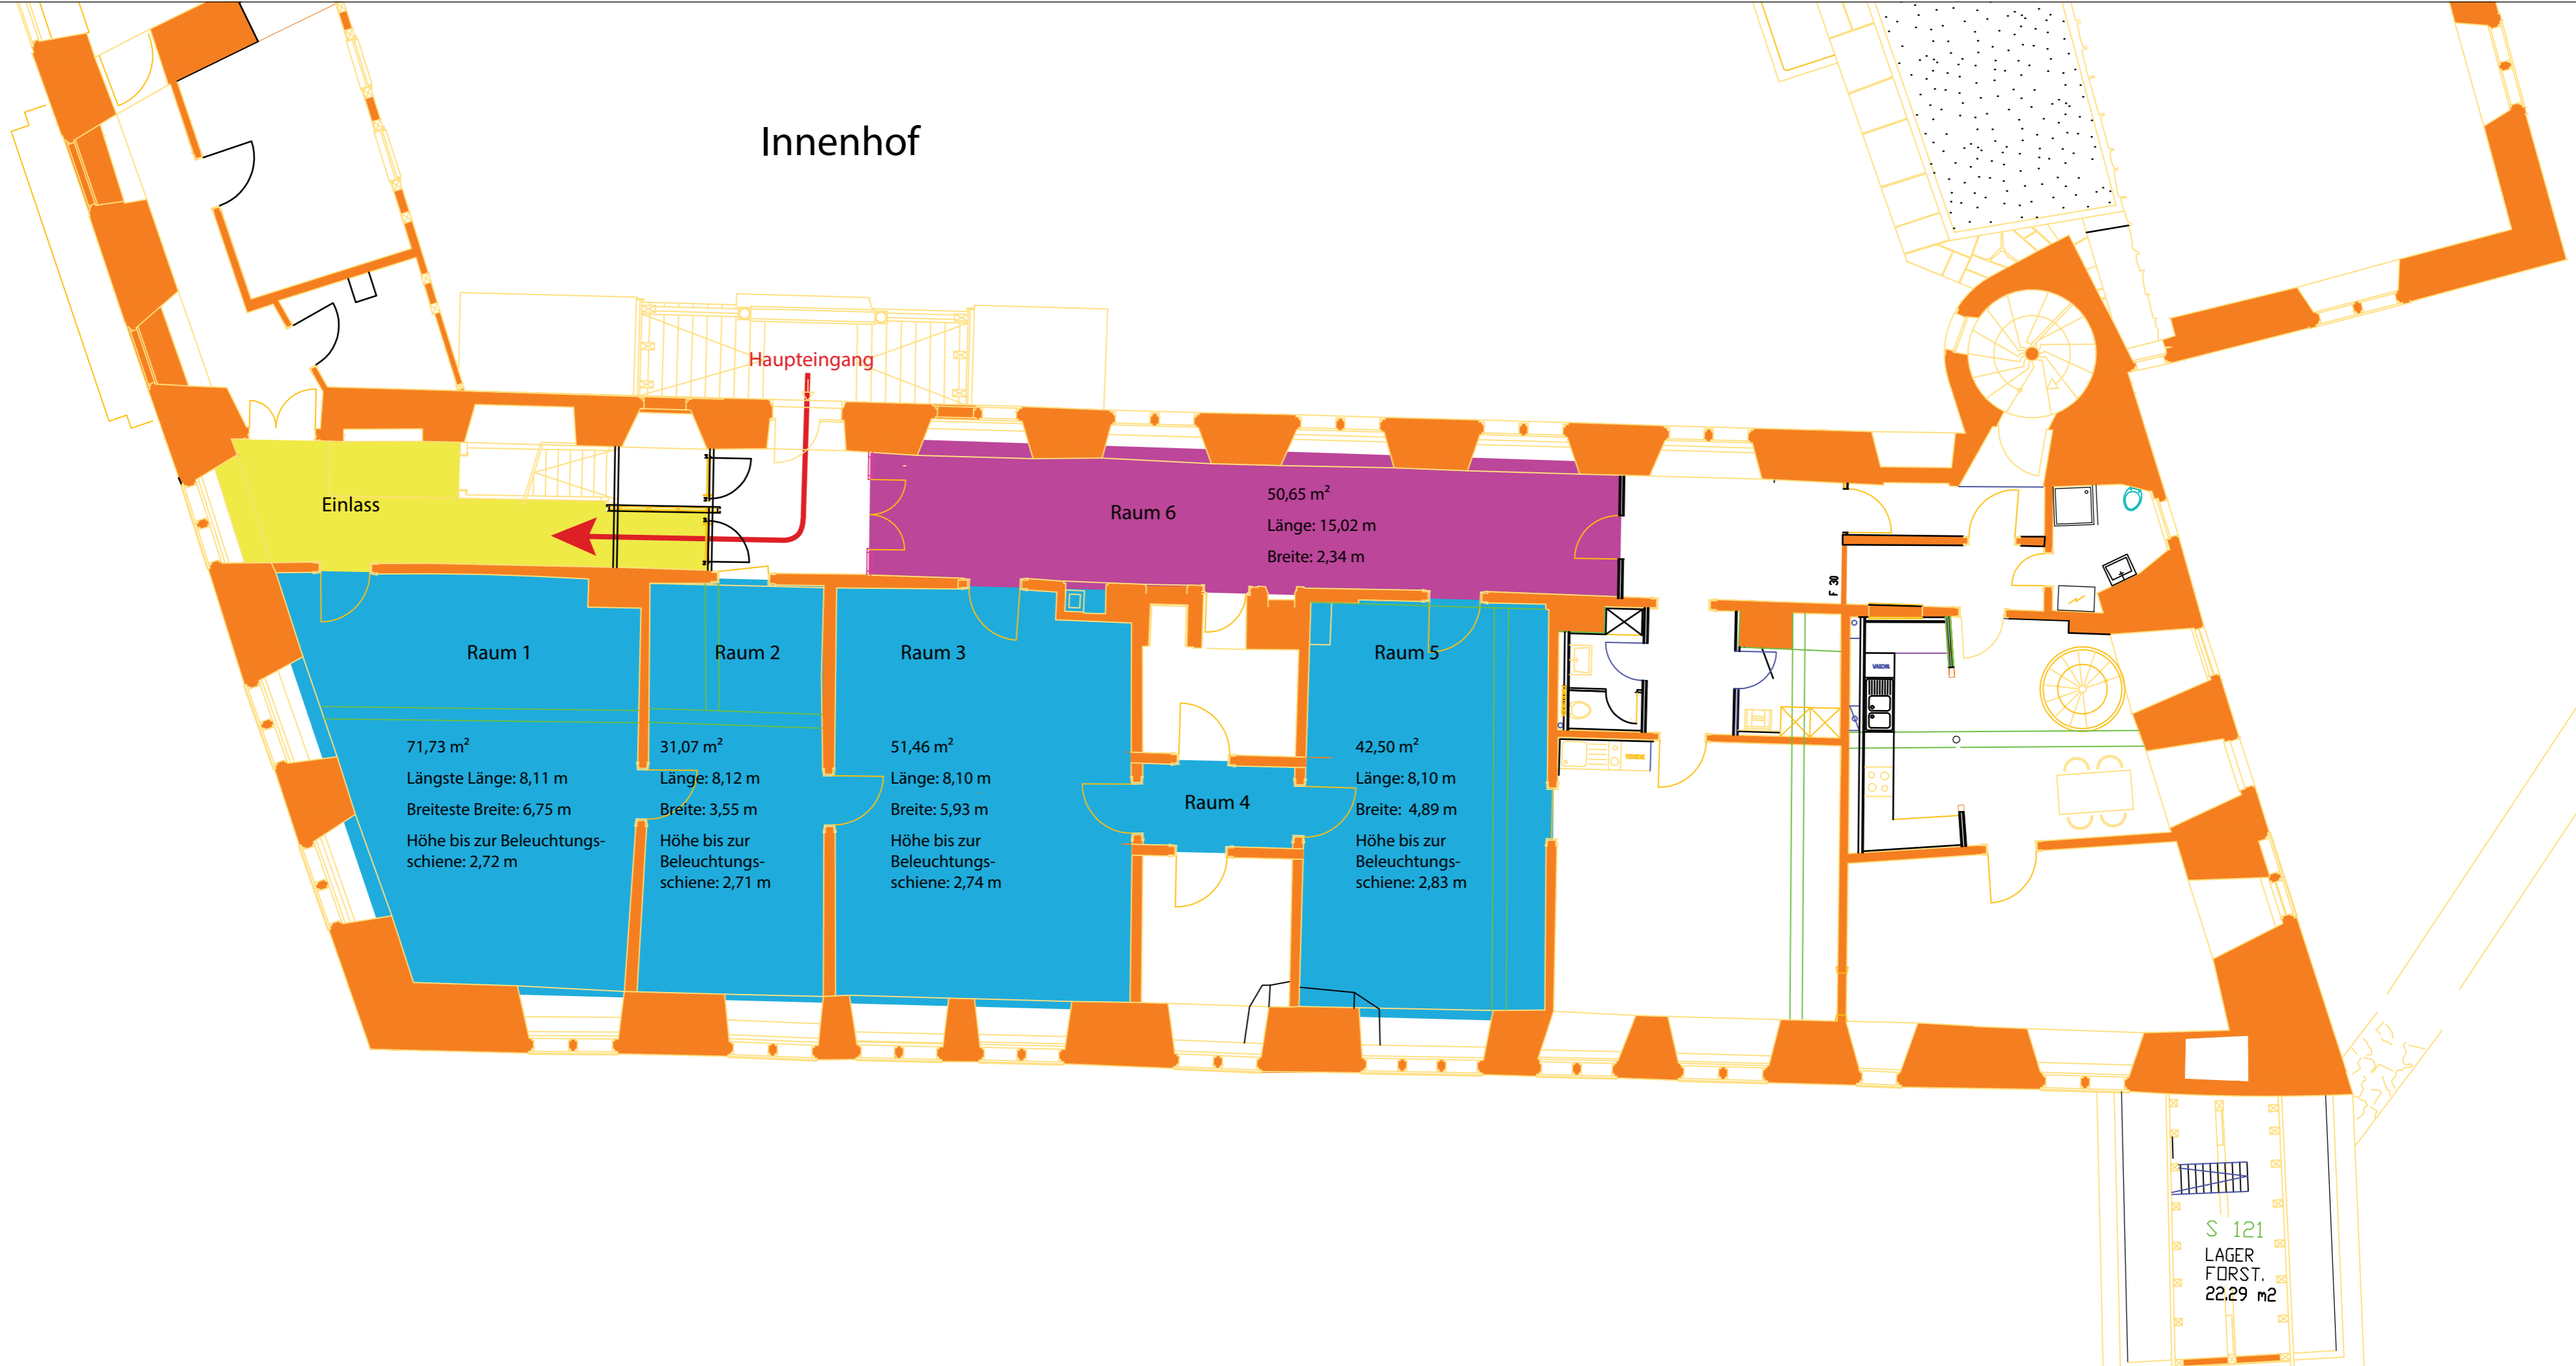 Innenhof
Haupteingang
Einlass
Raum 6
50,65 m²
Länge: 15,02 m
Breite: 2,34 m
F 30
Raum 1
71,73 m²
Längste Länge: 8,11 m
Breiteste Breite: 6,75 m
Höhe bis zur Beleuchtungs-
schiene: 2,72 m
Raum 2
31,07 m²
Länge: 8,12 m
Breite: 3,55 m
Höhe bis zur
Beleuchtungs-
schiene: 2,71 m
Raum 3
51,46 m²
Länge: 8,10 m
Breite: 5,93 m
Höhe bis zur
Beleuchtungs-
schiene: 2,74 m
Raum 4
Raum 5
42,50 m²
Länge: 8,10 m
Breite: 4,89 m
Höhe bis zur
Beleuchtungs-
schiene: 2,83 m
S 121
LAGER
FORST.
22.29 m2